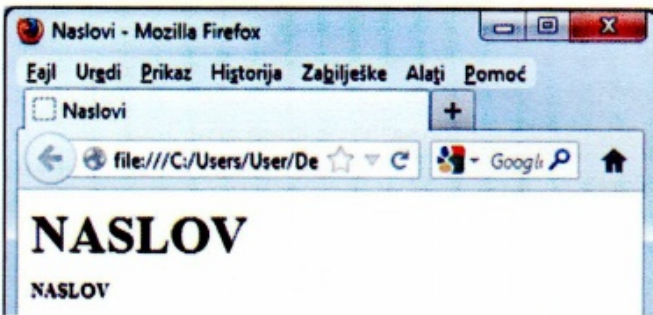 Naslovi - Mozilla Firefox
Fajl Uredi Prikaz Historija Zabilješke Alati Pomoć
Naslovi +
file:///C:/Users/User/De Google
NASLOV
NASLOV